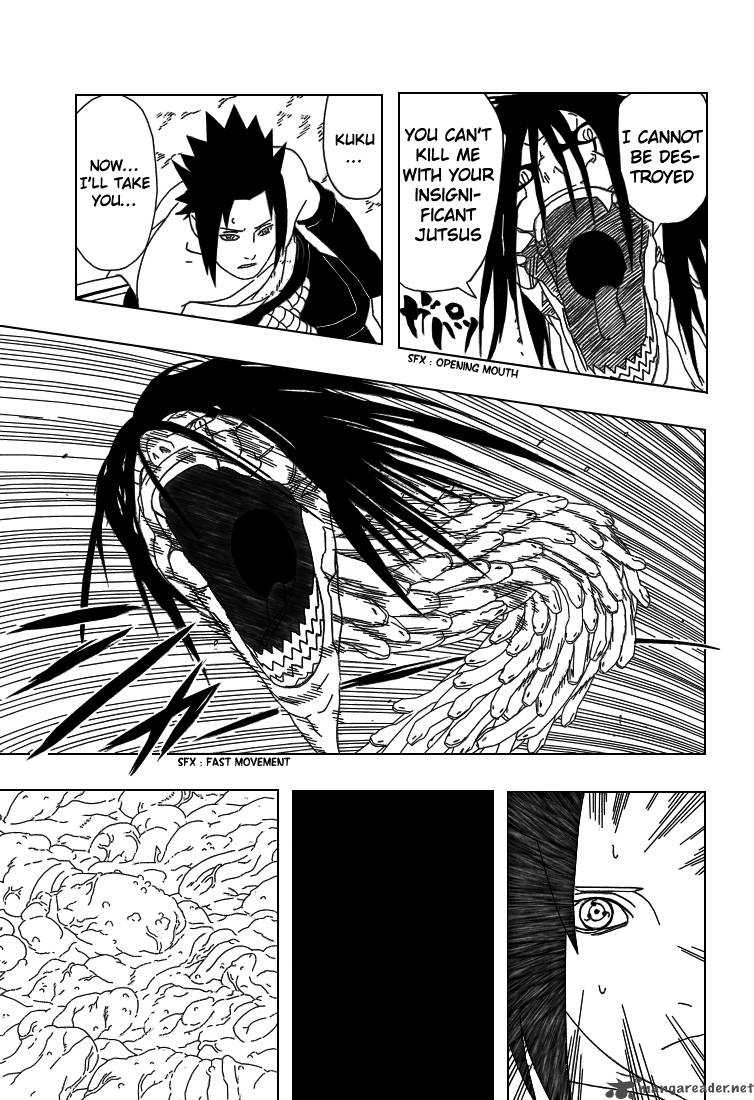 I CANNOT
BE DES-
TROYED
YOU CAN'T
KILL ME
WITH YOUR
INSIGNI-
FICANT
JUTSUS
SFX : OPENING MOUTH
KUKU
...
NOW...
I'LL TAKE
YOU...
SFX : FAST MOVEMENT
mangareader.net